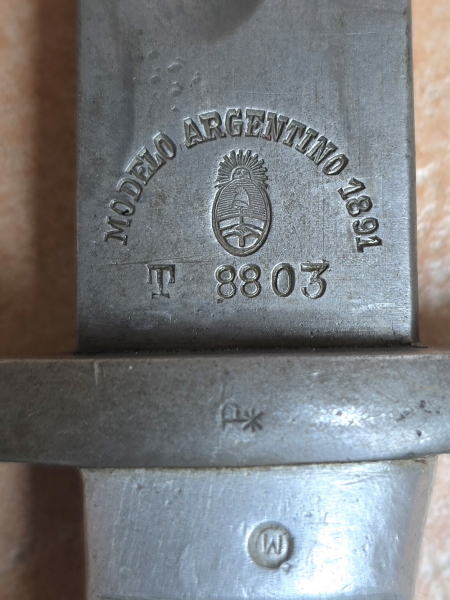 MODELO ARGENTINO 1891
T 8803
P*
M